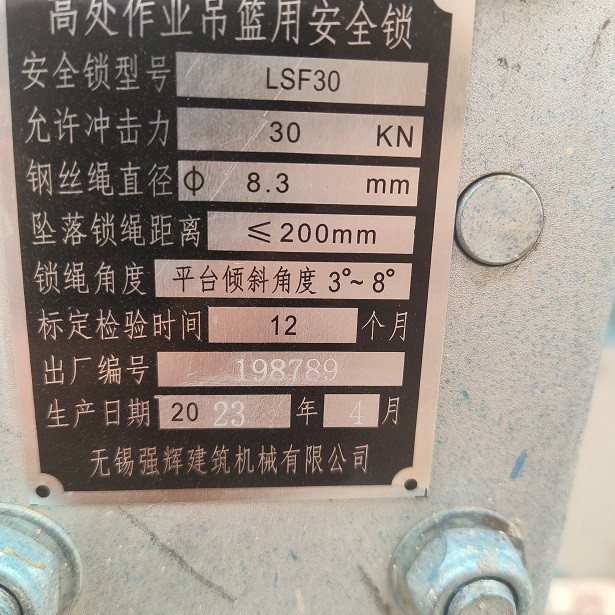 高处作业吊篮用安全锁
安全锁型号 LSF30
允许冲击力 30 KN
钢丝绳直径 Φ 8.3 mm
坠落锁绳距离 ≤200mm
锁绳角度 平台倾斜角度 3°~8°
标定检验时间 12 个月
出厂编号 198789
生产日期 2023 年 4 月
无锡强辉建筑机械有限公司